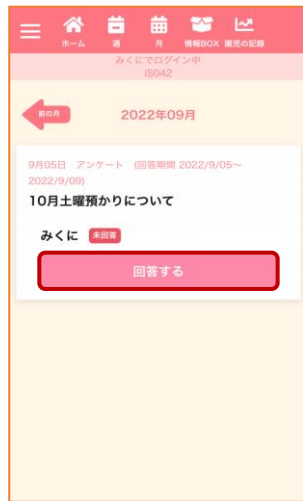 ホーム 週 月 情報BOX 園児の記録
みくにでログイン中
ISO42
前の月
2022年09月
9月05日 アンケート (回答期間 2022/9/05～
2022/9/09)
10月土曜預かりについて
みくに 未回答
回答する